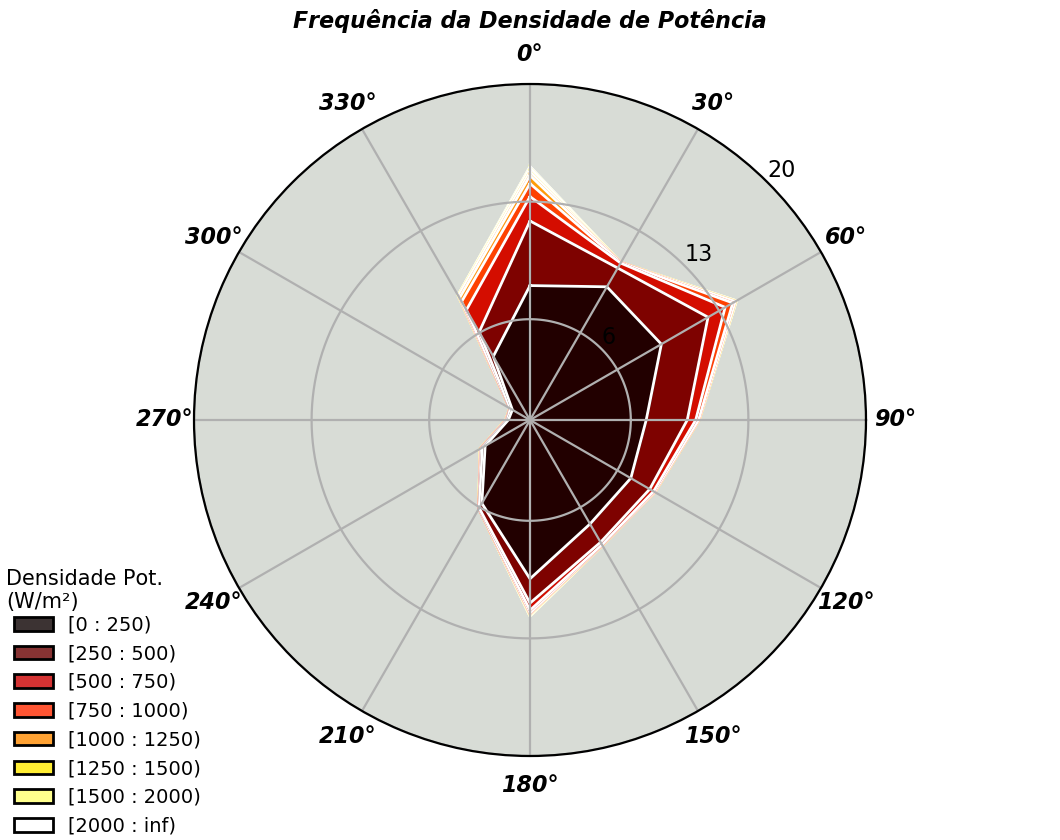 Frequência da Densidade de Potência
0°
30°
60°
90°
120°
150°
180°
210°
240°
270°
300°
330°
6
13
20
Densidade Pot.
(W/m²)
[0 : 250)
[250 : 500)
[500 : 750)
[750 : 1000)
[1000 : 1250)
[1250 : 1500)
[1500 : 2000)
[2000 : inf)